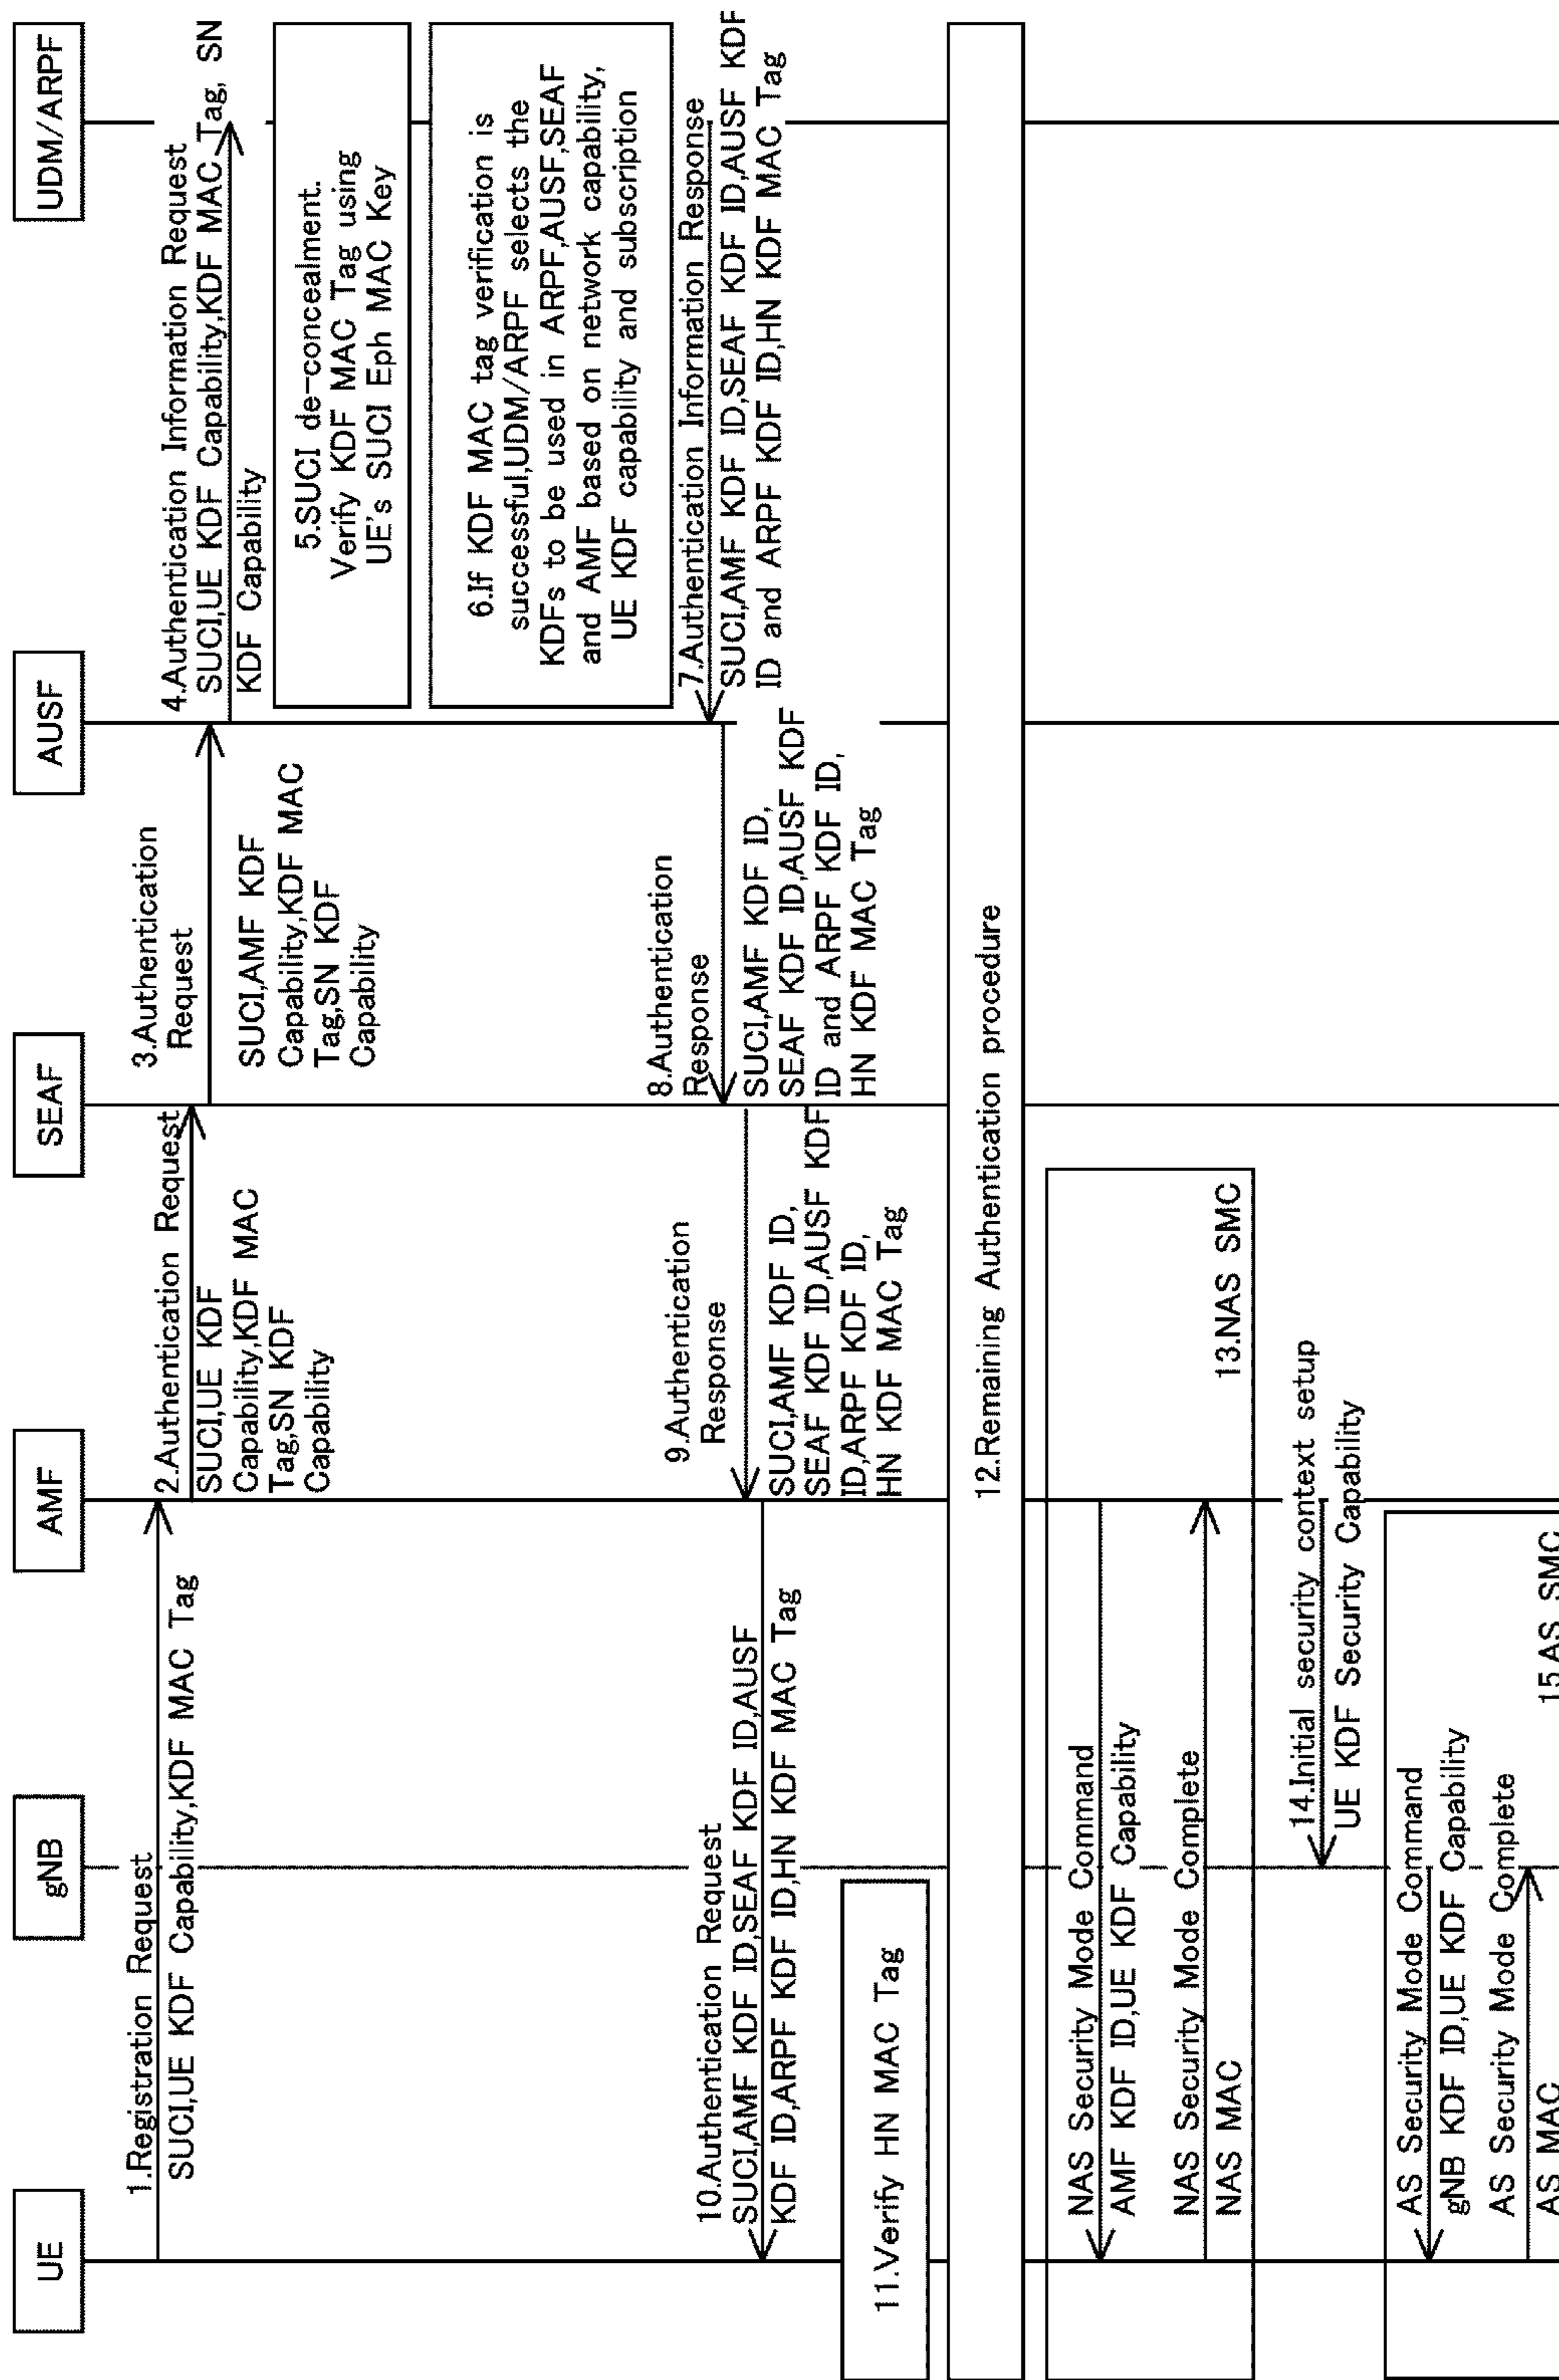 UE
gNB
AMF
SEAF
AUSF
UDM/ARPF
1.Registration Request
SUCI,UE KDF Capability,KDF MAC Tag
2.Authentication Request
SUCI,UE KDF
Capability,KDF MAC
Tag,SN KDF
Capability
3.Authentication
Request
SUCI,AMF KDF
Capability,KDF MAC
Tag,SN KDF
Capability
4.Authentication Information Request
SUCI,UE KDF Capability,KDF MAC Tag, SN
KDF Capability
5.SUCI de-concealment.
Verify KDF MAC Tag using
UE's SUCI Eph MAC Key
6.If KDF MAC tag verification is
successful,UDM/ARPF selects the
KDFs to be used in ARPF,AUSF,SEAF
and AMF based on network capability,
UE KDF capability and subscription
7.Authentication Information Response
SUCI,AMF KDF ID,SEAF KDF ID,AUSF KDF
ID and ARPF KDF ID,HN KDF MAC Tag
8.Authentication
Response
SUCI,AMF KDF ID,
SEAF KDF ID,AUSF KDF
ID and ARPF KDF ID,
HN KDF MAC Tag
9.Authentication
Response
SUCI,AMF KDF ID,
SEAF KDF ID,AUSF KDF
ID,ARPF KDF ID,
HN KDF MAC Tag
10.Authentication Request
SUCI,AMF KDF ID,SEAF KDF ID,AUSF
KDF ID,ARPF KDF ID,HN KDF MAC Tag
11.Verify HN MAC Tag
12.Remaining Authentication procedure
NAS Security Mode Command
AMF KDF ID,UE KDF Capability
NAS Security Mode Complete
NAS MAC
13.NAS SMC
14.Initial security context setup
UE KDF Security Capability
AS Security Mode Command
gNB KDF ID,UE KDF Capability
AS Security Mode Complete
AS MAC
15.AS SMC